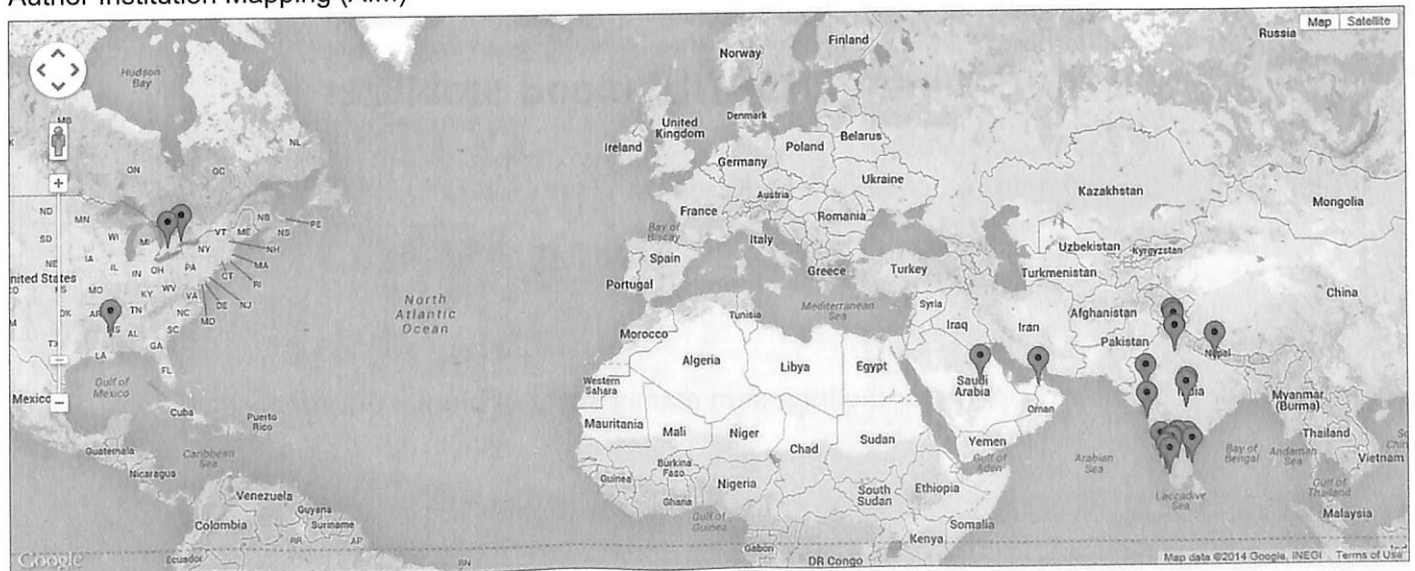 Author Institution Mapping (AIM)
Map Satellite
Hudson Bay
Norway
Finland
Russia
MB
NL
ON
QC
United Kingdom
Ireland
Denmark
Belarus
Poland
Germany
Ukraine
Kazakhstan
Mongolia
ND
MN
WI
MI
VT
ME
NB
NS
PE
SD
IA
NY
NH
MA
RI
CT
NJ
DE
MD
NE
IL
IN
OH
PA
nited States
KS
MO
KY
WV
VA
OK
AR
TN
NC
MS
AL
SC
GA
TX
LA
FL
France
Austria
Romania
Bay of Biscay
Italy
Spain
Portugal
Greece
Turkey
Uzbekistan
Kyrgyzstan
Turkmenistan
China
North Atlantic Ocean
Mediterranean Sea
Syria
Tunisia
Iraq
Iran
Afghanistan
Morocco
Pakistan
Nepal
Algeria
Libya
Egypt
Saudi Arabia
Western Sahara
Oman
Myanmar (Burma)
Gulf of Mexico
Mexico
Cuba
Puerto Rico
Mauritania
Mali
Niger
Chad
Sudan
Yemen
Gulf of Aden
Arabian Sea
Bay of Bengal
Andaman Sea
Thailand
Vietnam
Guatemala
Caribbean Sea
Nicaragua
Burkina Faso
Guinea
Nigeria
Ghana
South Sudan
Ethiopia
Laccadive Sea
Gulf of Thailand
Venezuela
Guyana
Suriname
Colombia
Gulf of Guinea
Somalia
Malaysia
RR
AP
Kenya
Gabon
DR Congo
Google
Ecuador
RN
Map data ©2014 Google, INEGI Terms of Use